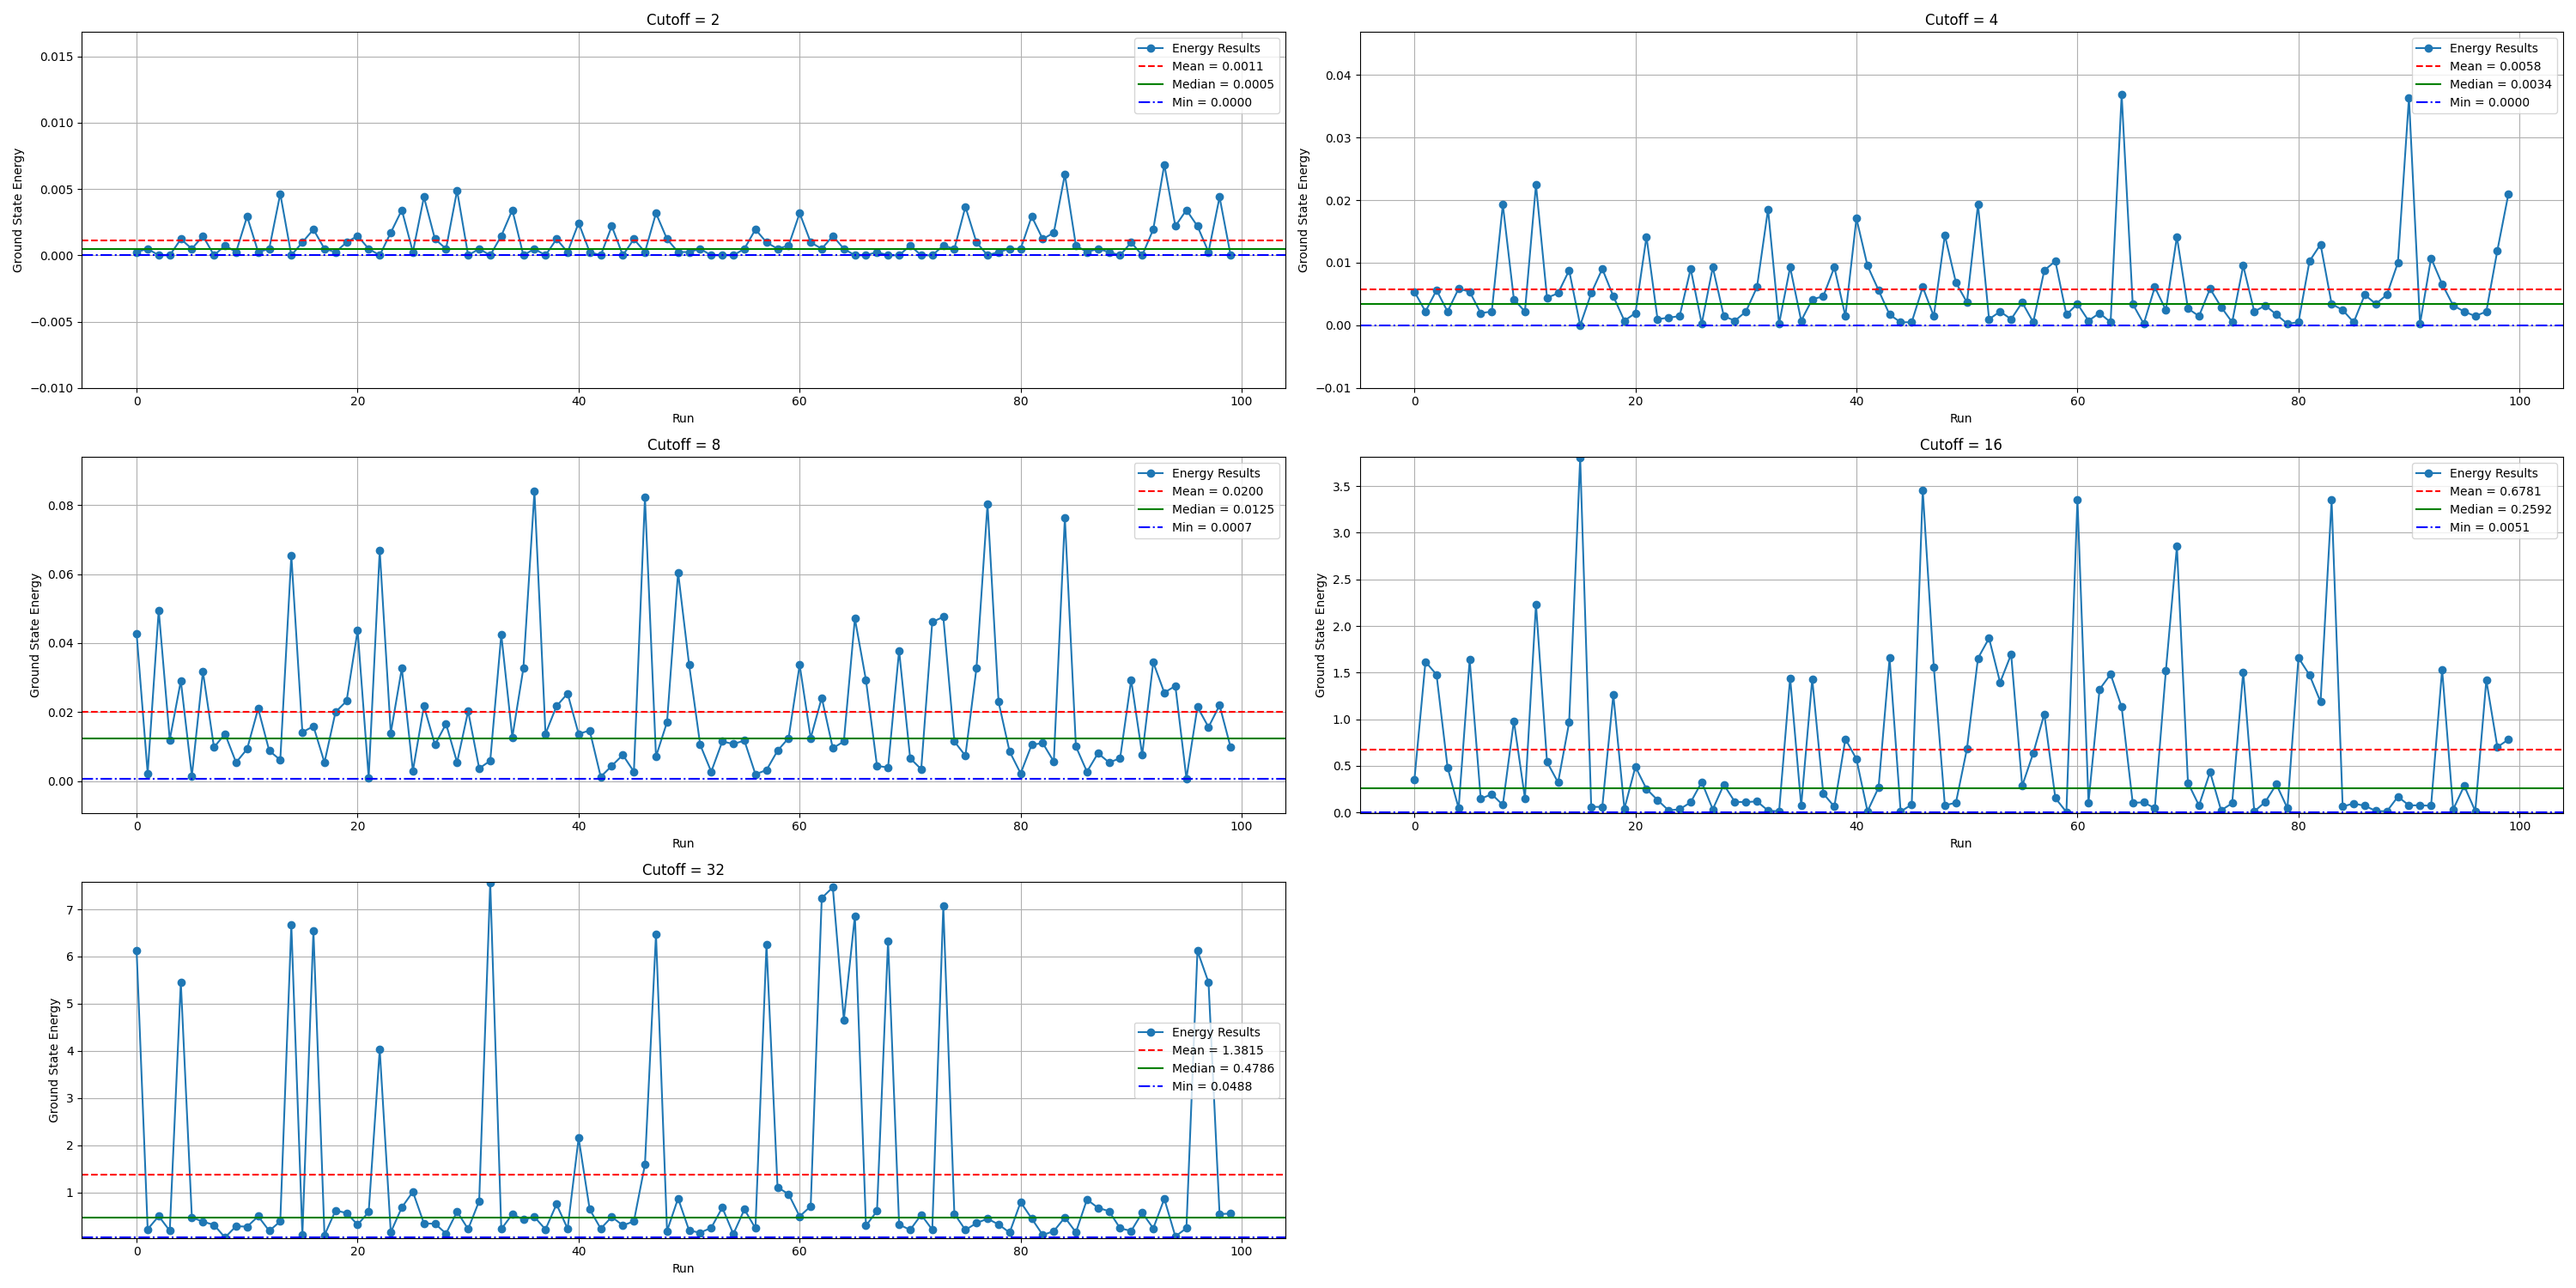 Cutoff = 2
Ground State Energy
0.015
0.010
0.005
0.000
−0.005
−0.010
0 20 40 60 80 100
Run
Energy Results
Mean = 0.0011
Median = 0.0005
Min = 0.0000
Cutoff = 4
Ground State Energy
0.04
0.03
0.02
0.01
0.00
−0.01
0 20 40 60 80 100
Run
Energy Results
Mean = 0.0058
Median = 0.0034
Min = 0.0000
Cutoff = 8
Ground State Energy
0.08
0.06
0.04
0.02
0.00
0 20 40 60 80 100
Run
Energy Results
Mean = 0.0200
Median = 0.0125
Min = 0.0007
Cutoff = 16
Ground State Energy
3.5
3.0
2.5
2.0
1.5
1.0
0.5
0.0
0 20 40 60 80 100
Run
Energy Results
Mean = 0.6781
Median = 0.2592
Min = 0.0051
Cutoff = 32
Ground State Energy
7
6
5
4
3
2
1
0 20 40 60 80 100
Run
Energy Results
Mean = 1.3815
Median = 0.4786
Min = 0.0488